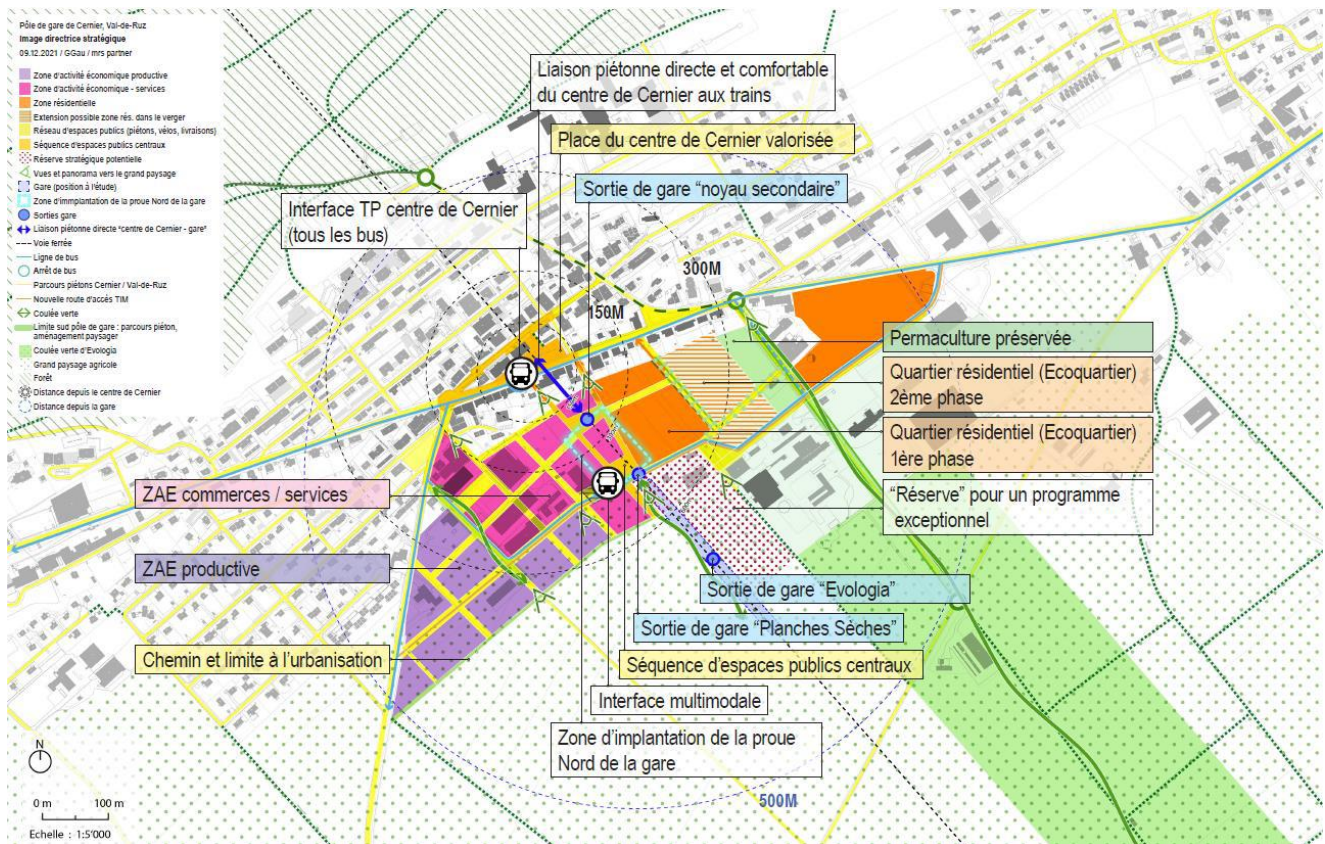 Pôle de gare de Cernier, Val-de-Ruz
Image directrice stratégique
09.12.2021 / GGau / mrs partner
Zone d'activité économique productive
Zone d'activité économique - services
Zone résidentielle
Extension possible zone rés. dans le verger
Réseau d'espaces publics (piétons, vélos, livraisons)
Séquence d'espaces publics centraux
Réserve stratégique potentielle
Vues et panorama vers le grand paysage
Gare (position à l'étude)
Zone d'immplantation de la proue Nord de la gare
Sorties gare
Liaison piétonne directe "centre de Cernier - gare"
Voie ferrée
Ligne de bus
Arrêt de bus
Parcours piétons Cernier / Val-de-Ruz
Nouvelle route d'accès TIM
Coulée verte
Limite sud pôle de gare : parcours piéton,
aménagement paysager
Coulée verte d'Evologia
Grand paysage agricole
Forêt
Distance depuis le centre de Cernier
Distance depuis la gare
Liaison piétonne directe et comfortable
du centre de Cernier aux trains
Place du centre de Cernier valorisée
Sortie de gare "noyau secondaire"
Interface TP centre de Cernier
(tous les bus)
300M
150M
Permaculture préservée
Quartier résidentiel (Ecoquartier)
2ème phase
Quartier résidentiel (Ecoquartier)
1ère phase
"Réserve" pour un programme
exceptionnel
ZAE commerces / services
ZAE productive
Chemin et limite à l'urbanisation
Sortie de gare "Evologia"
Sortie de gare "Planches Sèches"
Séquence d'espaces publics centraux
Interface multimodale
Zone d'implantation de la proue
Nord de la gare
500M
N
0 m 100 m
Echelle : 1:5'000